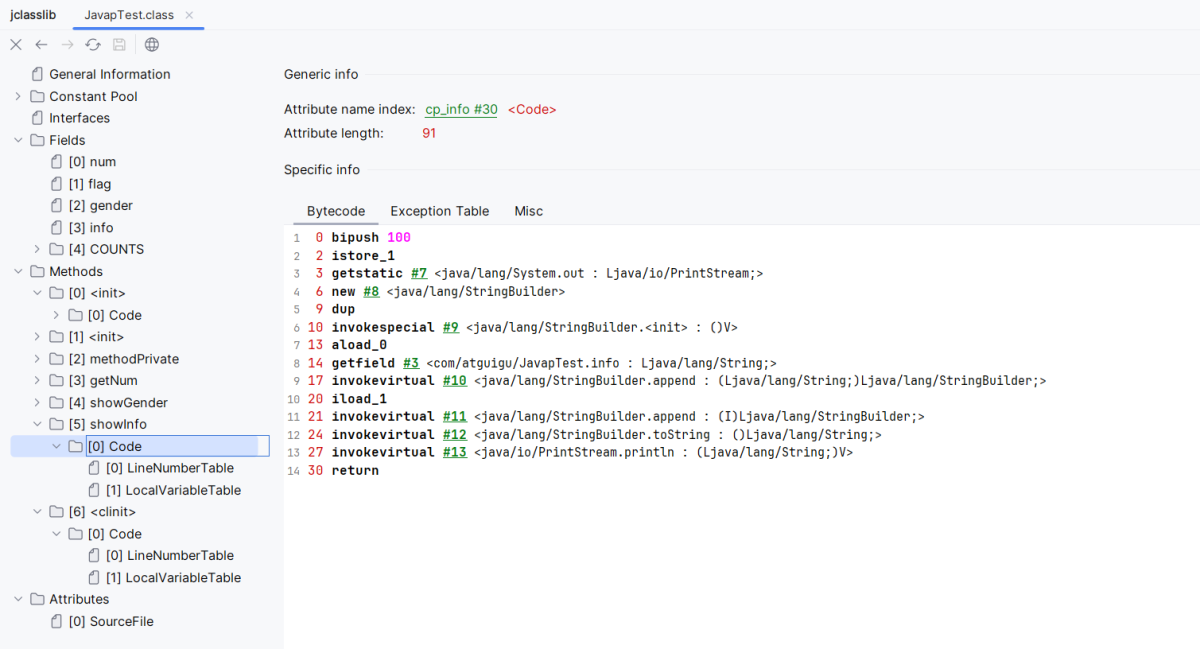 jclasslib JavapTest.class
General Information
Constant Pool
Interfaces
Fields
[0] num
[1] flag
[2] gender
[3] info
[4] COUNTS
Methods
[0] <init>
[0] Code
[1] <init>
[2] methodPrivate
[3] getNum
[4] showGender
[5] showInfo
[0] Code
[0] LineNumberTable
[1] LocalVariableTable
[6] <clinit>
[0] Code
[0] LineNumberTable
[1] LocalVariableTable
Attributes
[0] SourceFile
Generic info
Attribute name index: cp_info #30 <Code>
Attribute length: 91
Specific info
Bytecode Exception Table Misc
1 0 bipush 100
2 2 istore_1
3 3 getstatic #7 <java/lang/System.out : Ljava/io/PrintStream;>
4 6 new #8 <java/lang/StringBuilder>
5 9 dup
6 10 invokespecial #9 <java/lang/StringBuilder.<init> : ()V>
7 13 aload_0
8 14 getfield #3 <com/atguigu/JavapTest.info : Ljava/lang/String;>
9 17 invokevirtual #10 <java/lang/StringBuilder.append : (Ljava/lang/String;)Ljava/lang/StringBuilder;>
10 20 iload_1
11 21 invokevirtual #11 <java/lang/StringBuilder.append : (I)Ljava/lang/StringBuilder;>
12 24 invokevirtual #12 <java/lang/StringBuilder.toString : ()Ljava/lang/String;>
13 27 invokevirtual #13 <java/io/PrintStream.println : (Ljava/lang/String;)V>
14 30 return